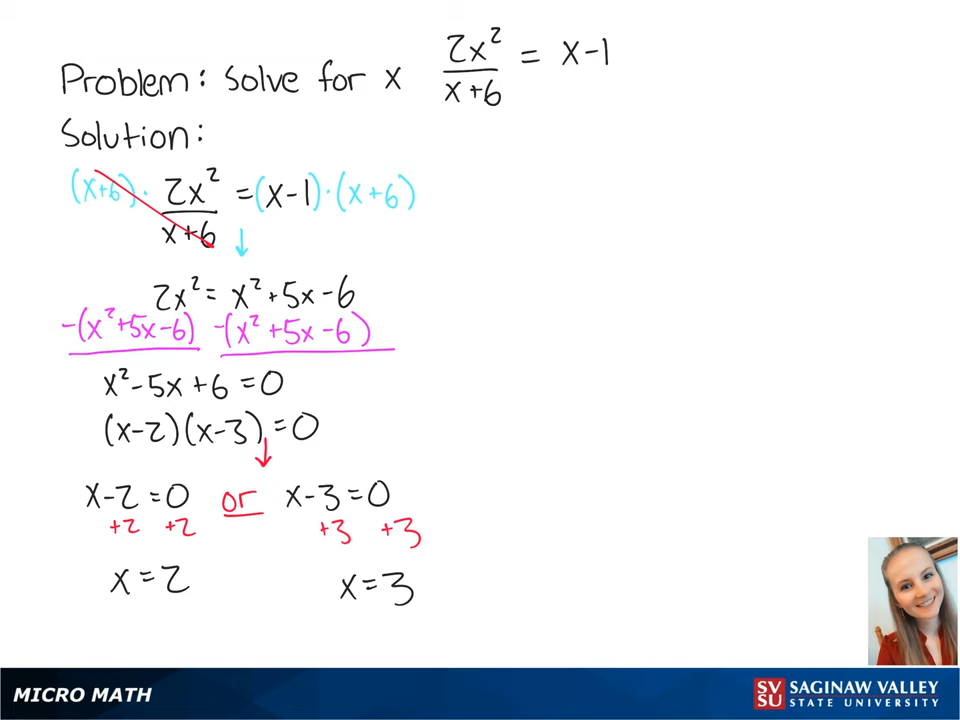 Problem: Solve for x 2x²/x+6 = x-1
Solution:
(x+6) · 2x²/x+6 = (x-1) · (x+6)
↓
2x² = x² + 5x - 6
-(x² + 5x - 6) -(x² + 5x - 6)
x² - 5x + 6 = 0
(x-2)(x-3) = 0
↓
x-2 = 0 or x-3 = 0
+2 +2 +3 +3
x = 2 x = 3
MICRO MATH SV SU SAGINAW VALLEY
STATE UNIVERSITY